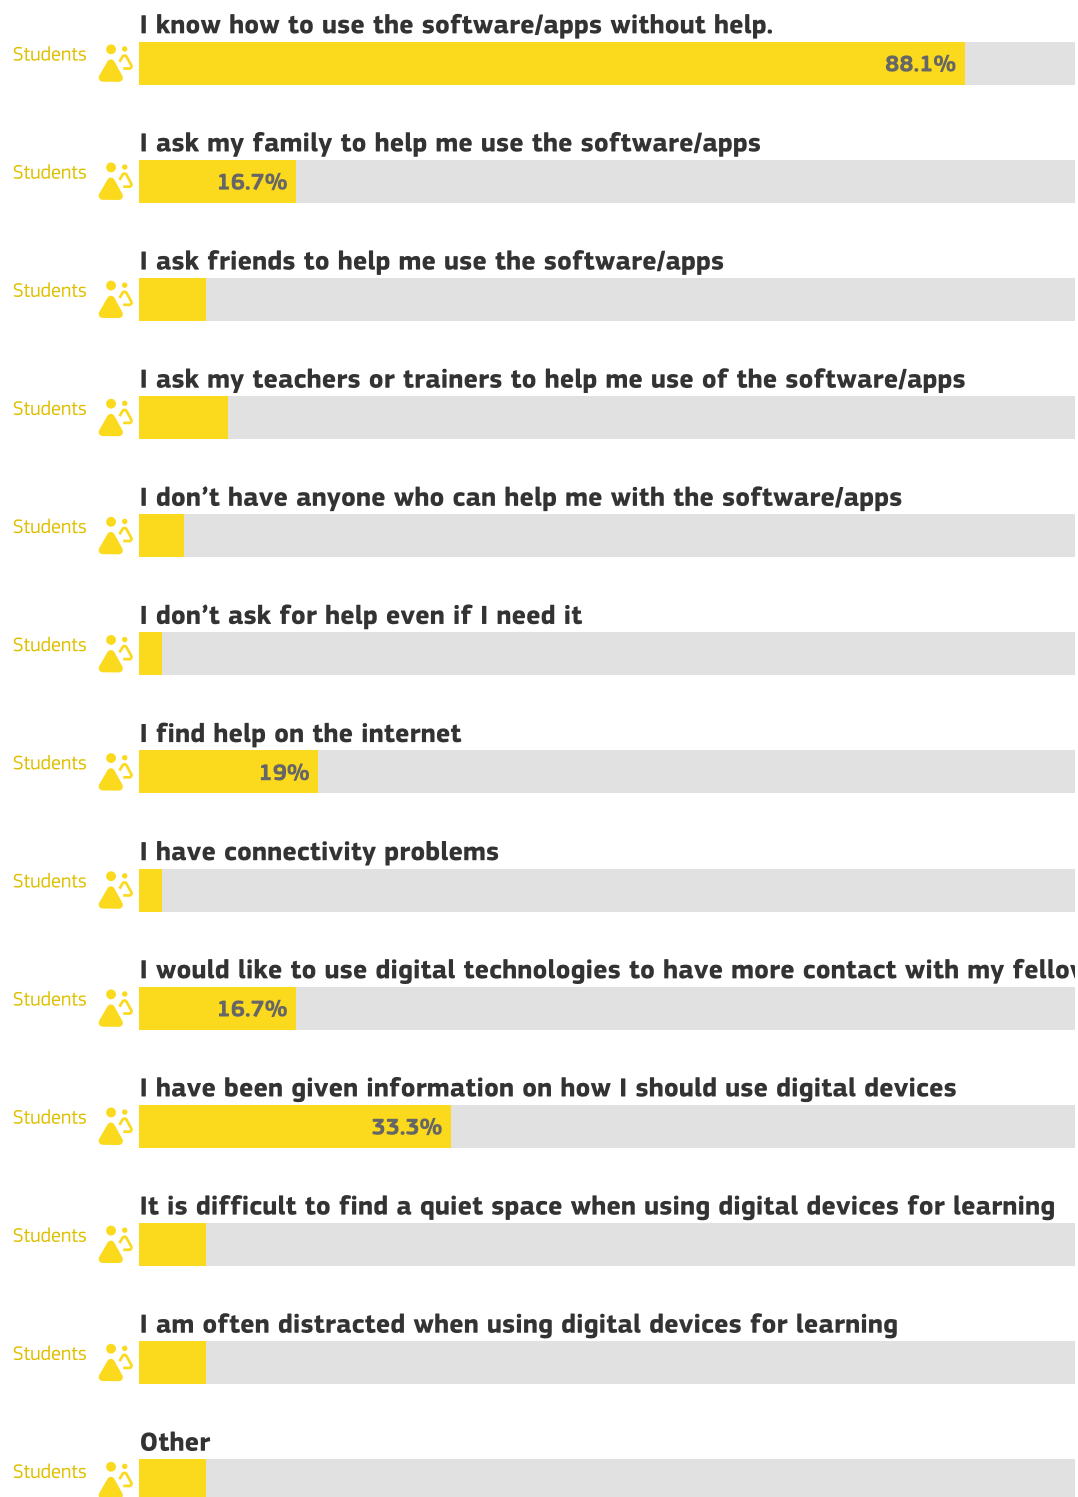 I know how to use the software/apps without help.
Students
88.1%
I ask my family to help me use the software/apps
Students
16.7%
I ask friends to help me use the software/apps
Students
I ask my teachers or trainers to help me use of the software/apps
Students
I don’t have anyone who can help me with the software/apps
Students
I don’t ask for help even if I need it
Students
I find help on the internet
Students
19%
I have connectivity problems
Students
I would like to use digital technologies to have more contact with my
Students
16.7%
I have been given information on how I should use digital devices
Students
33.3%
It is difficult to find a quiet space when using digital devices for learning
Students
I am often distracted when using digital devices for learning
Students
Other
Students